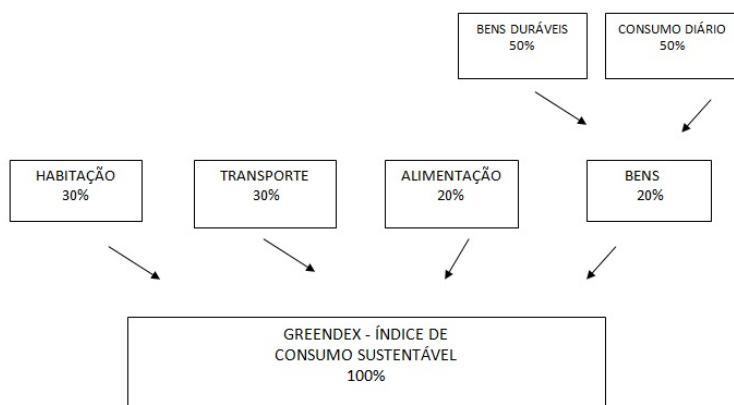 BENS DURÁVEIS
50%
CONSUMO DIÁRIO
50%
HABITAÇÃO
30%
TRANSPORTE
30%
ALIMENTAÇÃO
20%
BENS
20%
GREENDEX - ÍNDICE DE
CONSUMO SUSTENTÁVEL
100%